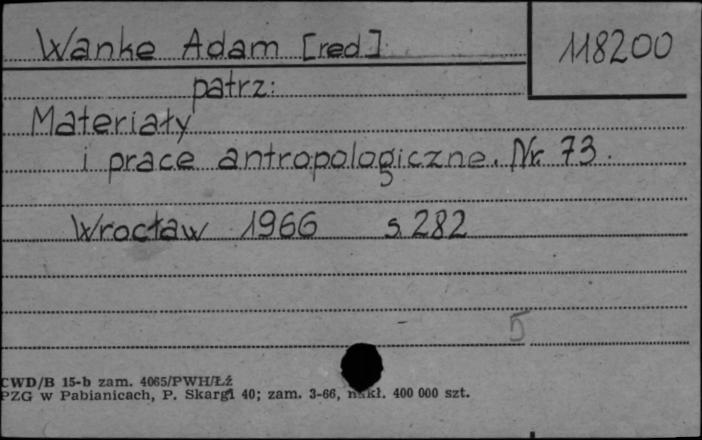 Wanke Adam [red]
118200
patrz:
Materiały
i prace antropologiczne. Nr 73.
Wrocław 1966 s. 282
5
CWD/B 15-b zam. 4065/PWH/Łź
PZG w Pabianicach, P. Skargi 40; zam. 3-66, nakł. 400 000 szt.